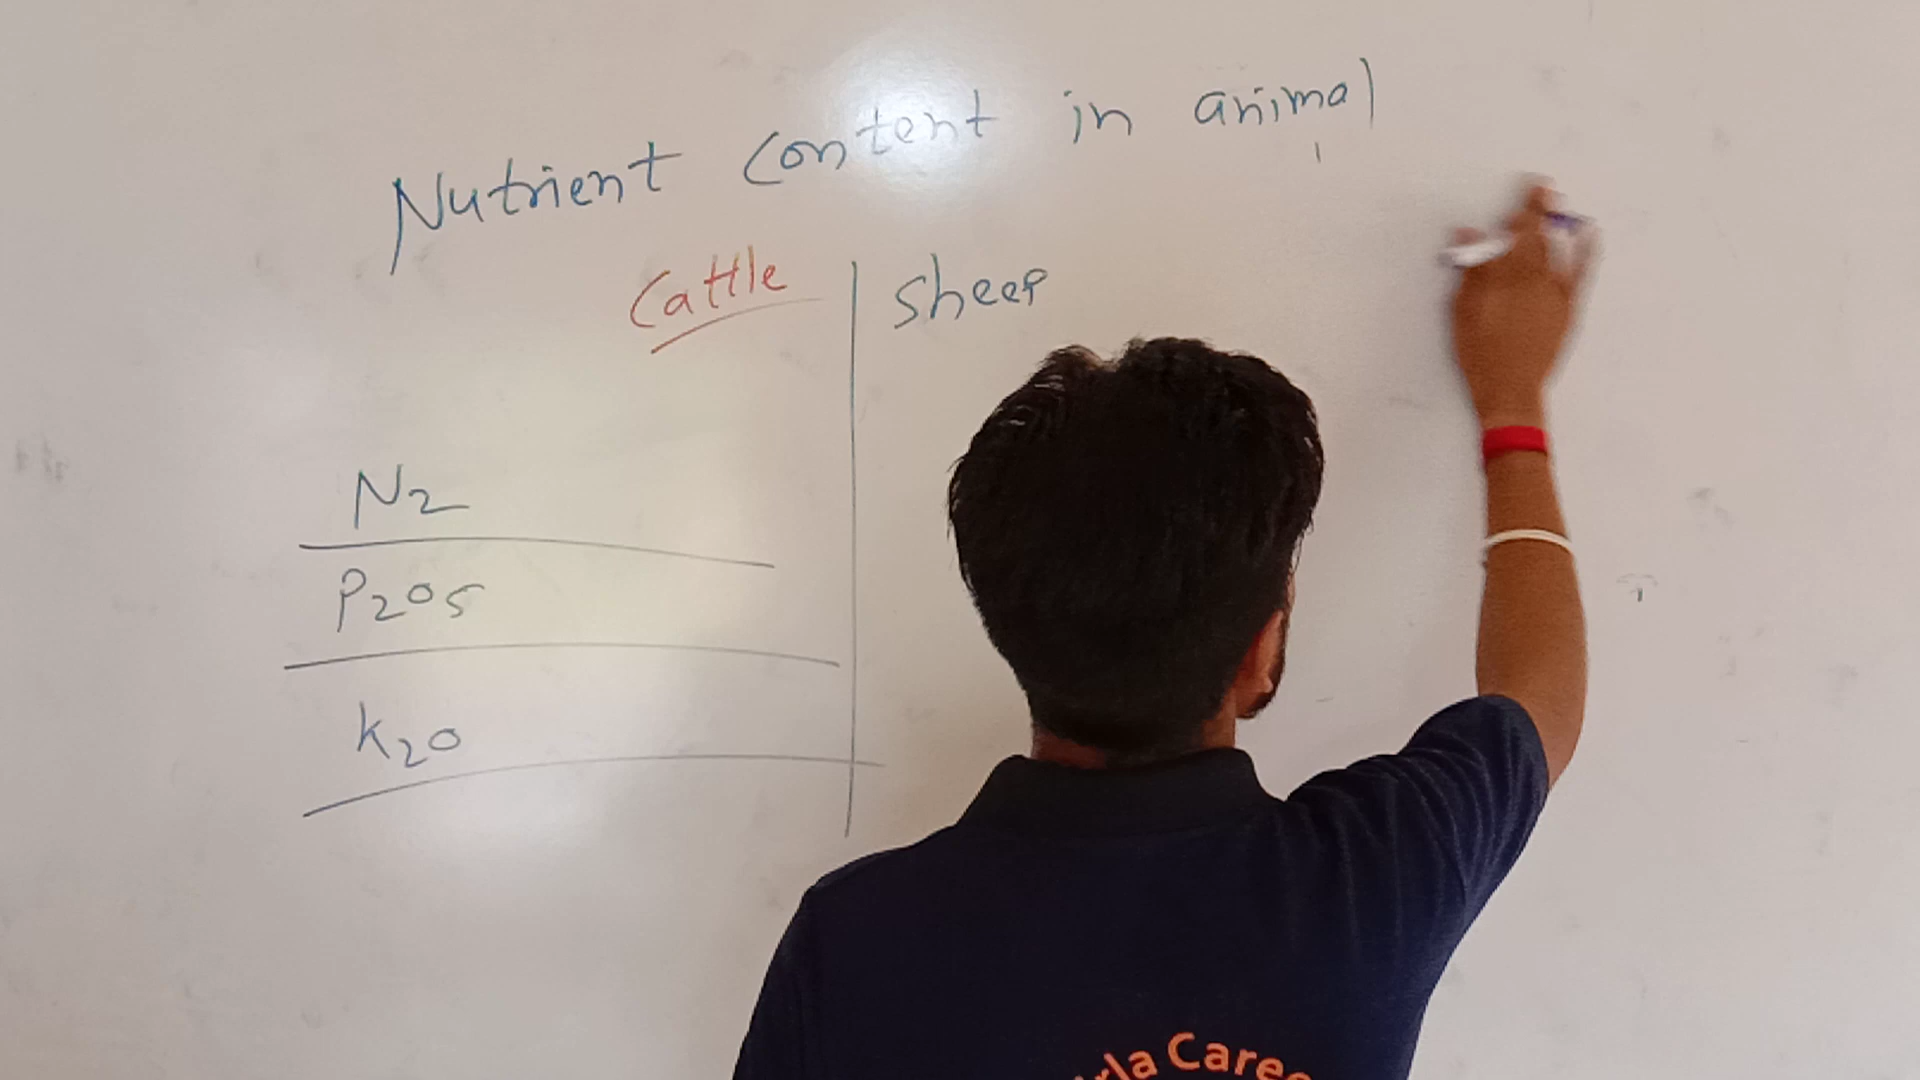 Nutrient Content in animal
Cattle
sheep
N2
P2O5
K2O
Care